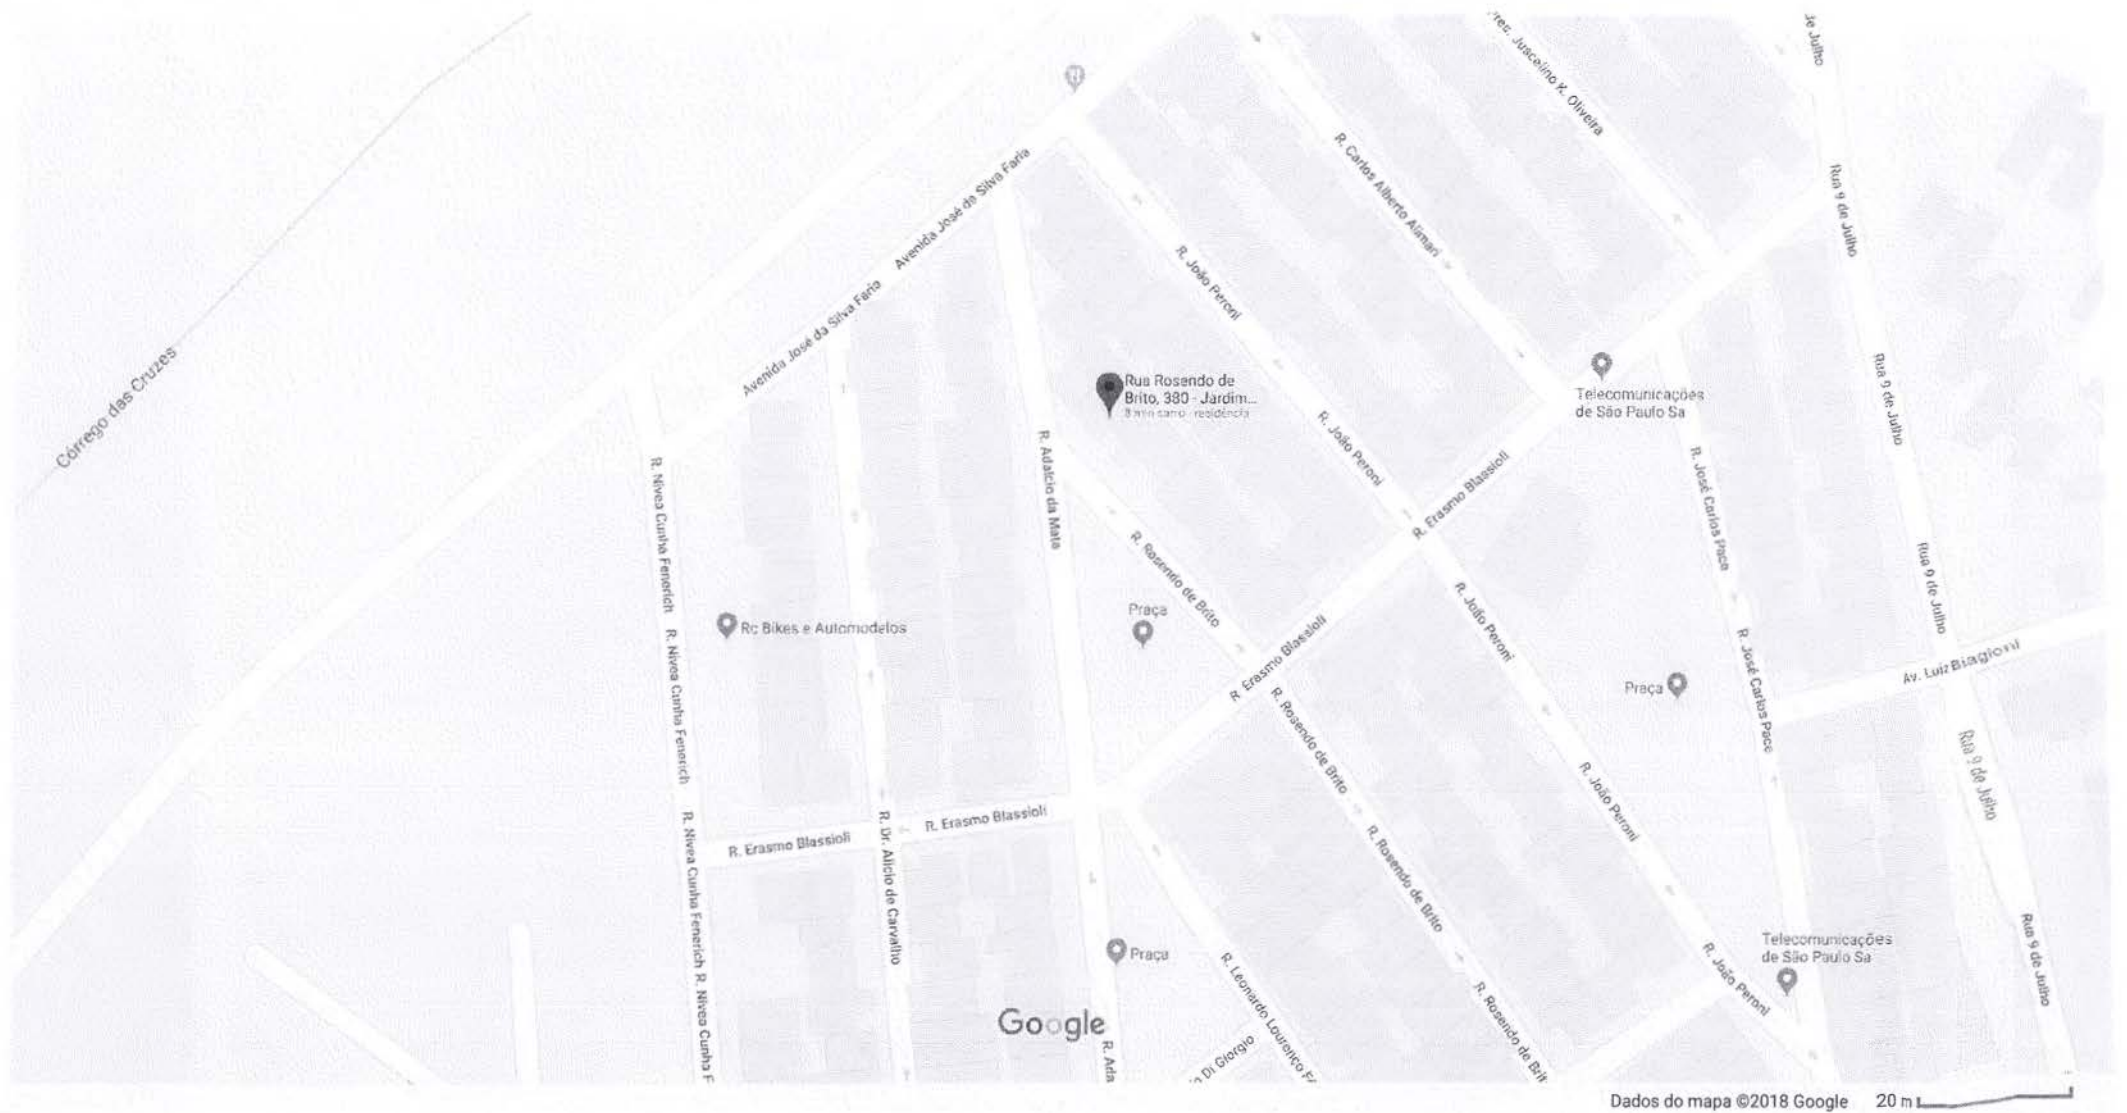 de Julho
Prec. Juscelino K. Oliveira
R. Carlos Alberto Alimari
Rua 9 de Julho
Avenida José da Silva Faria
R. João Peroni
Avenida José da Silva Faria
Córrego das Cruzes
Rua Rosendo de
Brito, 380 - Jardim...
residência
Telecomunicações
de São Paulo Sa
Rua 9 de Julho
R. João Peroni
R. Adalcio da Mata
R. Nivea Cunha Fenerich
R. Erasmo Blassioli
R. José Carlos Pace
R. Rosendo de Brito
Rua 9 de Julho
Praça
Rc Bikes e Automodelos
R. Nivea Cunha Fenerich
R. Erasmo Blassioli
R. João Peroni
R. José Carlos Pace
Av. Luiz Biagioni
Praça
R. Rosendo de Brito
Rua 9 de Julho
R. João Peroni
R. Erasmo Blassioli
R. Erasmo Blassioli
R. Nivea Cunha Fenerich
R. Dr. Alicio de Carvalho
R. Rosendo de Brito
Praça
Telecomunicações
de São Paulo Sa
R. João Peroni
Rua 9 de Julho
R. Leonardo Lourenço F
R. Nivea Cunha F
Google
R. Ada
Di Giorgio
R. Rosendo de Brit
Dados do mapa ©2018 Google 20 m